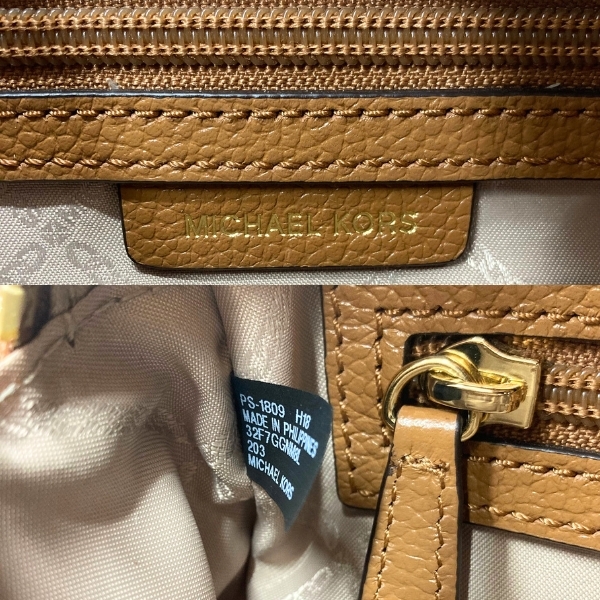 MICHAEL KORS
PS-1809 H18
MADE IN PHILIPPINES
32F7GGNM8L
203
MICHAEL KORS